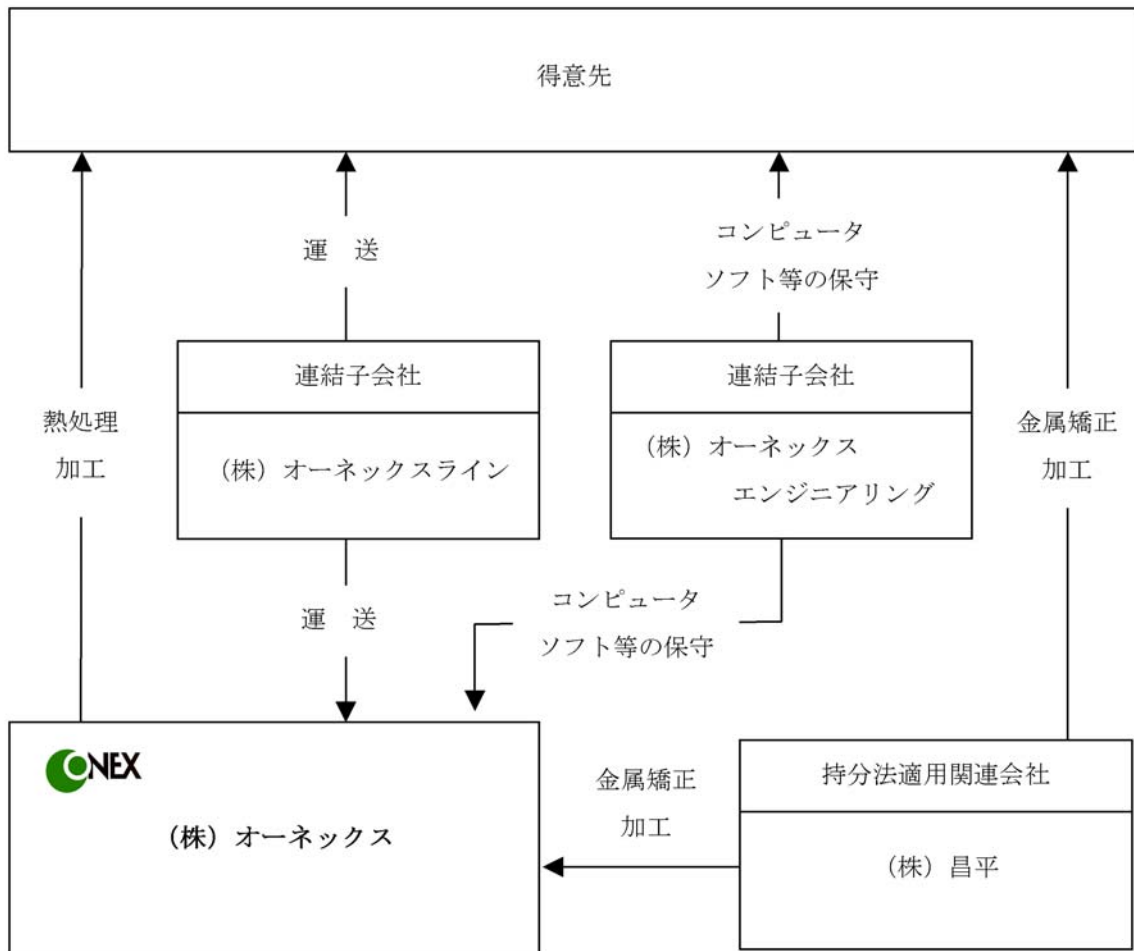 得意先
運　送
コンピュータ
ソフト等の保守
連結子会社
連結子会社
熱処理
加工
(株)オーネックスライン
(株)オーネックス
エンジニアリング
金属矯正
加工
運　送
コンピュータ
ソフト等の保守
ONEX
(株)オーネックス
金属矯正
加工
持分法適用関連会社
(株)昌平